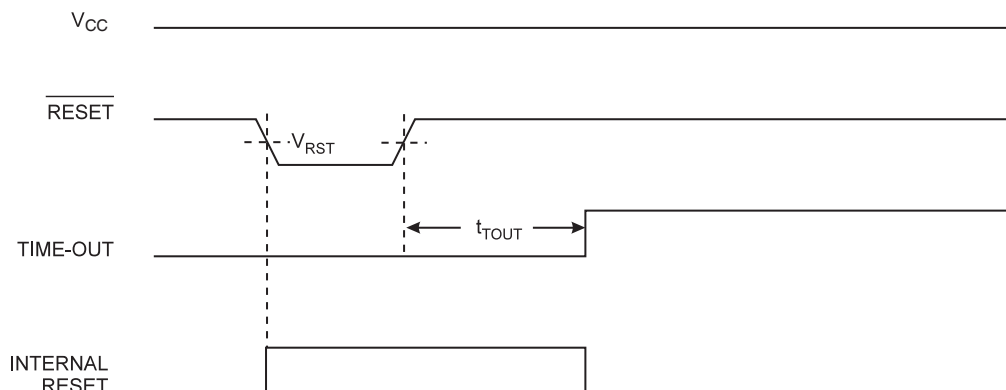 VCC
RESET
VRST
tTOUT
TIME-OUT
INTERNAL
RESET